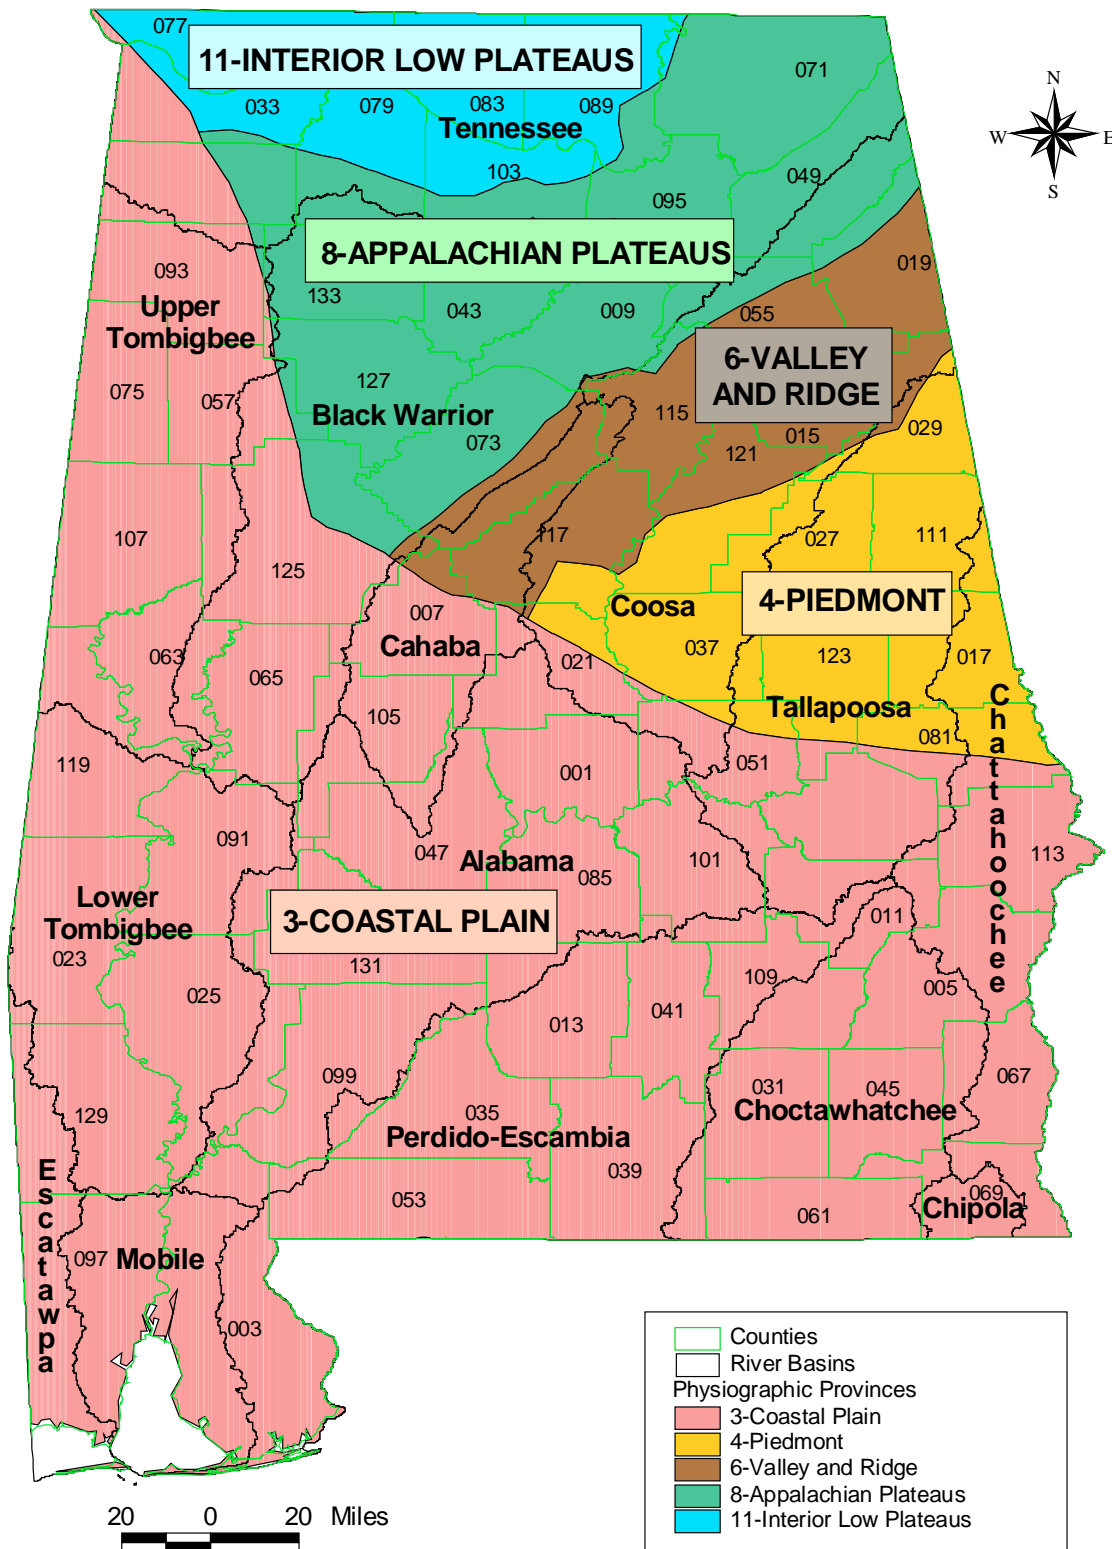 077
11-INTERIOR LOW PLATEAUS
071
033
079
083
089
Tennessee
N
W
E
S
103
049
095
8-APPALACHIAN PLATEAUS
093
019
133
043
009
055
Upper
Tombigbee
6-VALLEY
AND RIDGE
075
057
127
Black Warrior
073
115
015
121
029
107
125
117
027
111
007
Coosa
4-PIEDMONT
Cahaba
063
065
021
037
123
017
105
Tallapoosa
081
Chattahoochee
119
001
051
091
047
Alabama
085
101
113
Lower
Tombigbee
3-COASTAL PLAIN
011
023
131
025
109
005
013
041
099
129
035
031
045
067
Perdido-Escambia
Choctawhatchee
039
Escatawpa
053
061
069
Chipola
097
Mobile
003
Counties
River Basins
Physiographic Provinces
3-Coastal Plain
4-Piedmont
6-Valley and Ridge
8-Appalachian Plateaus
11-Interior Low Plateaus
20 0 20 Miles